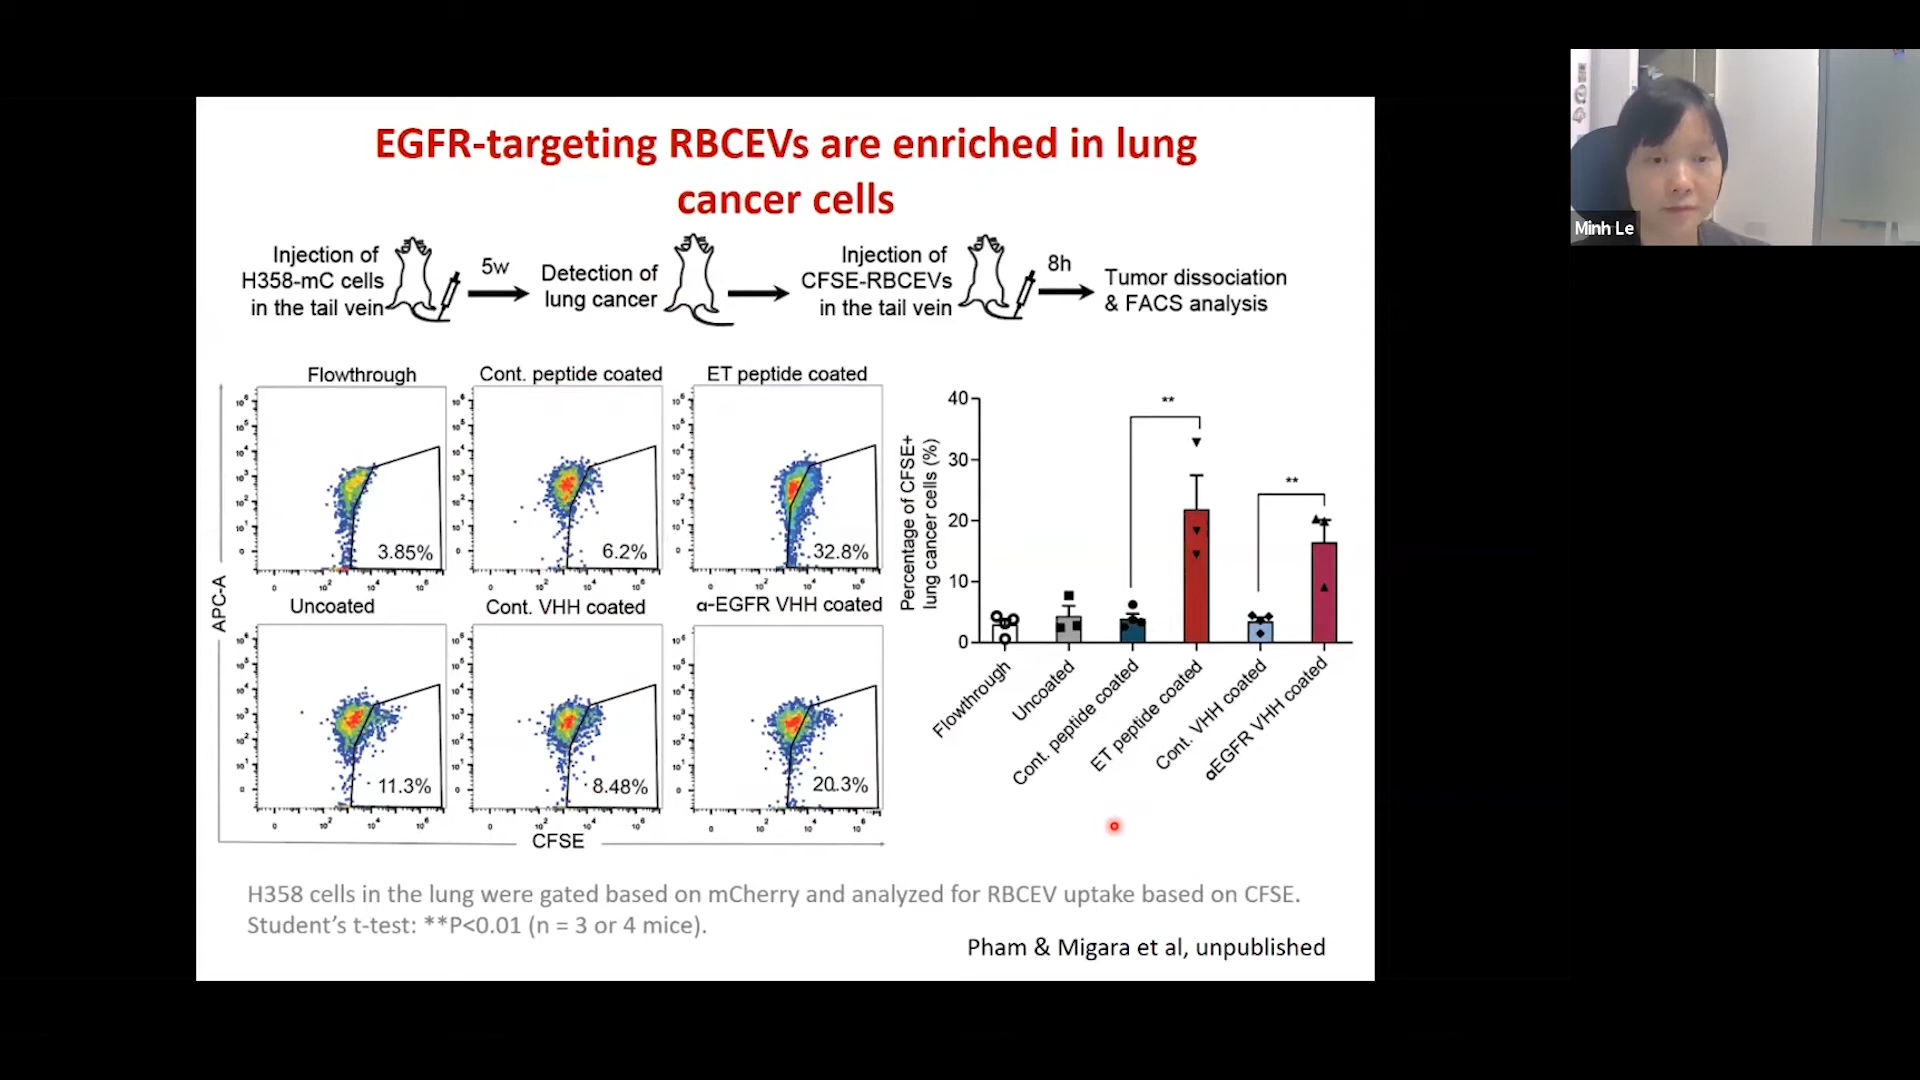 EGFR-targeting RBCEVs are enriched in lung
cancer cells
Injection of
H358-mC cells
in the tail vein
5w
Detection of
lung cancer
Injection of
CFSE-RBCEVs
in the tail vein
8h
Tumor dissociation
& FACS analysis
Flowthrough
Cont. peptide coated
ET peptide coated
3.85%
6.2%
32.8%
Uncoated
Cont. VHH coated
α-EGFR VHH coated
11.3%
8.48%
20.3%
APC-A
CFSE
Percentage of CFSE+
lung cancer cells (%)
40
30
20
10
0
**
**
Flowthrough
Uncoated
Cont. peptide coated
ET peptide coated
Cont. VHH coated
αEGFR VHH coated
H358 cells in the lung were gated based on mCherry and analyzed for RBCEV uptake based on CFSE.
Student's t-test: **P<0.01 (n = 3 or 4 mice).
Pham & Migara et al, unpublished
Minh Le